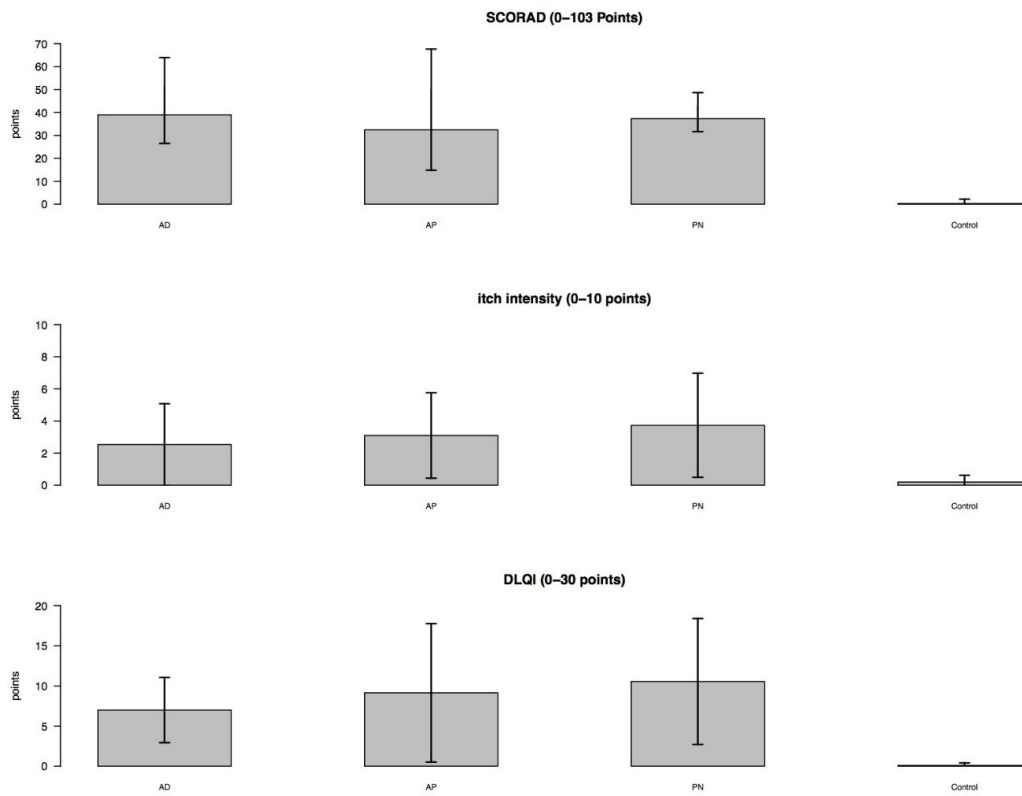 SCORAD (0–103 Points)
70
60
50
40
30
20
10
0
points
AD AP PN Control
itch intensity (0–10 points)
10
8
6
4
2
0
points
AD AP PN Control
DLQI (0–30 points)
20
15
10
5
0
points
AD AP PN Control